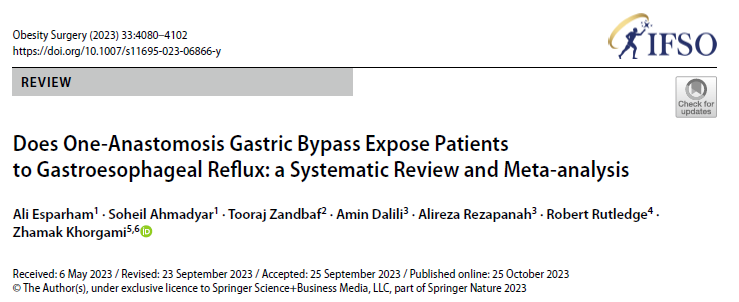 Obesity Surgery (2023) 33:4080–4102
https://doi.org/10.1007/s11695-023-06866-y
IFSO
REVIEW
Check for
updates
Does One-Anastomosis Gastric Bypass Expose Patients
to Gastroesophageal Reflux: a Systematic Review and Meta-analysis
Ali Esparham1 · Soheil Ahmadyar1 · Tooraj Zandbaf2 · Amin Dalili3 · Alireza Rezapanah3 · Robert Rutledge4 ·
Zhamak Khorgami5,6 iD
Received: 6 May 2023 / Revised: 23 September 2023 / Accepted: 25 September 2023 / Published online: 25 October 2023
© The Author(s), under exclusive licence to Springer Science+Business Media, LLC, part of Springer Nature 2023